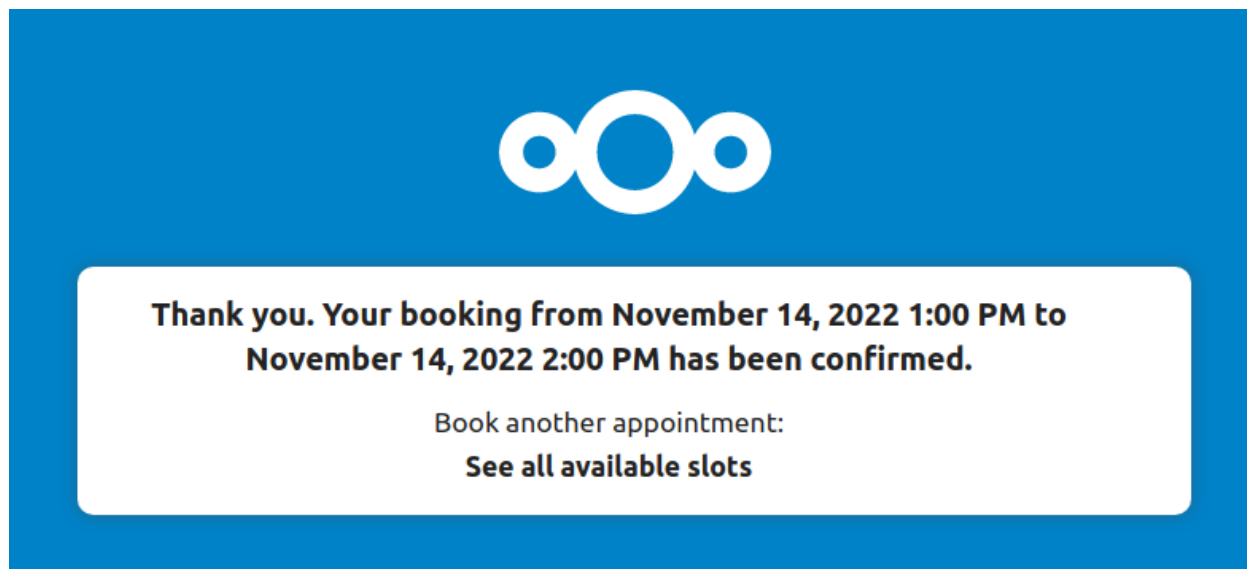 Thank you. Your booking from November 14, 2022 1:00 PM to
November 14, 2022 2:00 PM has been confirmed.
Book another appointment:
See all available slots